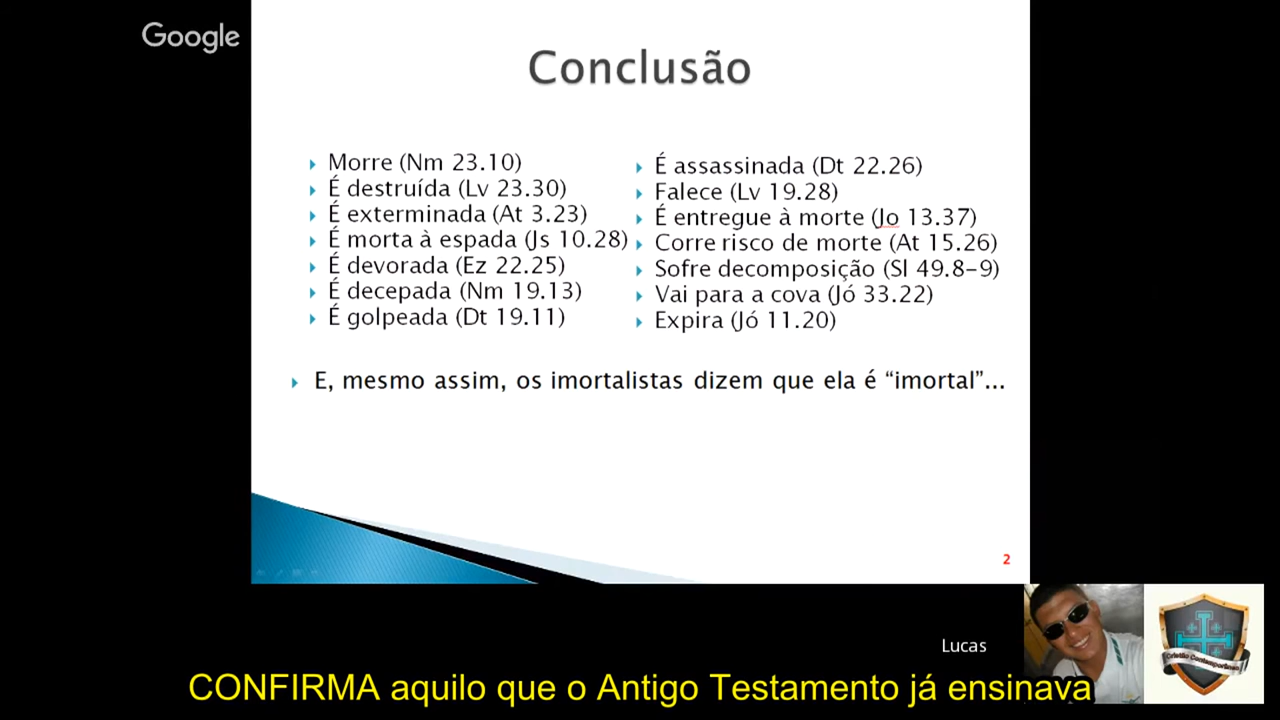 Google
Conclusão
Morre (Nm 23.10)
É destruída (Lv 23.30)
É exterminada (At 3.23)
É morta à espada (Js 10.28)
É devorada (Ez 22.25)
É decepada (Nm 19.13)
É golpeada (Dt 19.11)
É assassinada (Dt 22.26)
Falece (Lv 19.28)
É entregue à morte (Jo 13.37)
Corre risco de morte (At 15.26)
Sofre decomposição (Sl 49.8-9)
Vai para a cova (Jó 33.22)
Expira (Jó 11.20)
E, mesmo assim, os imortalistas dizem que ela é “imortal”...
2
Lucas
Cristão Contemporâneo
CONFIRMA aquilo que o Antigo Testamento já ensinava